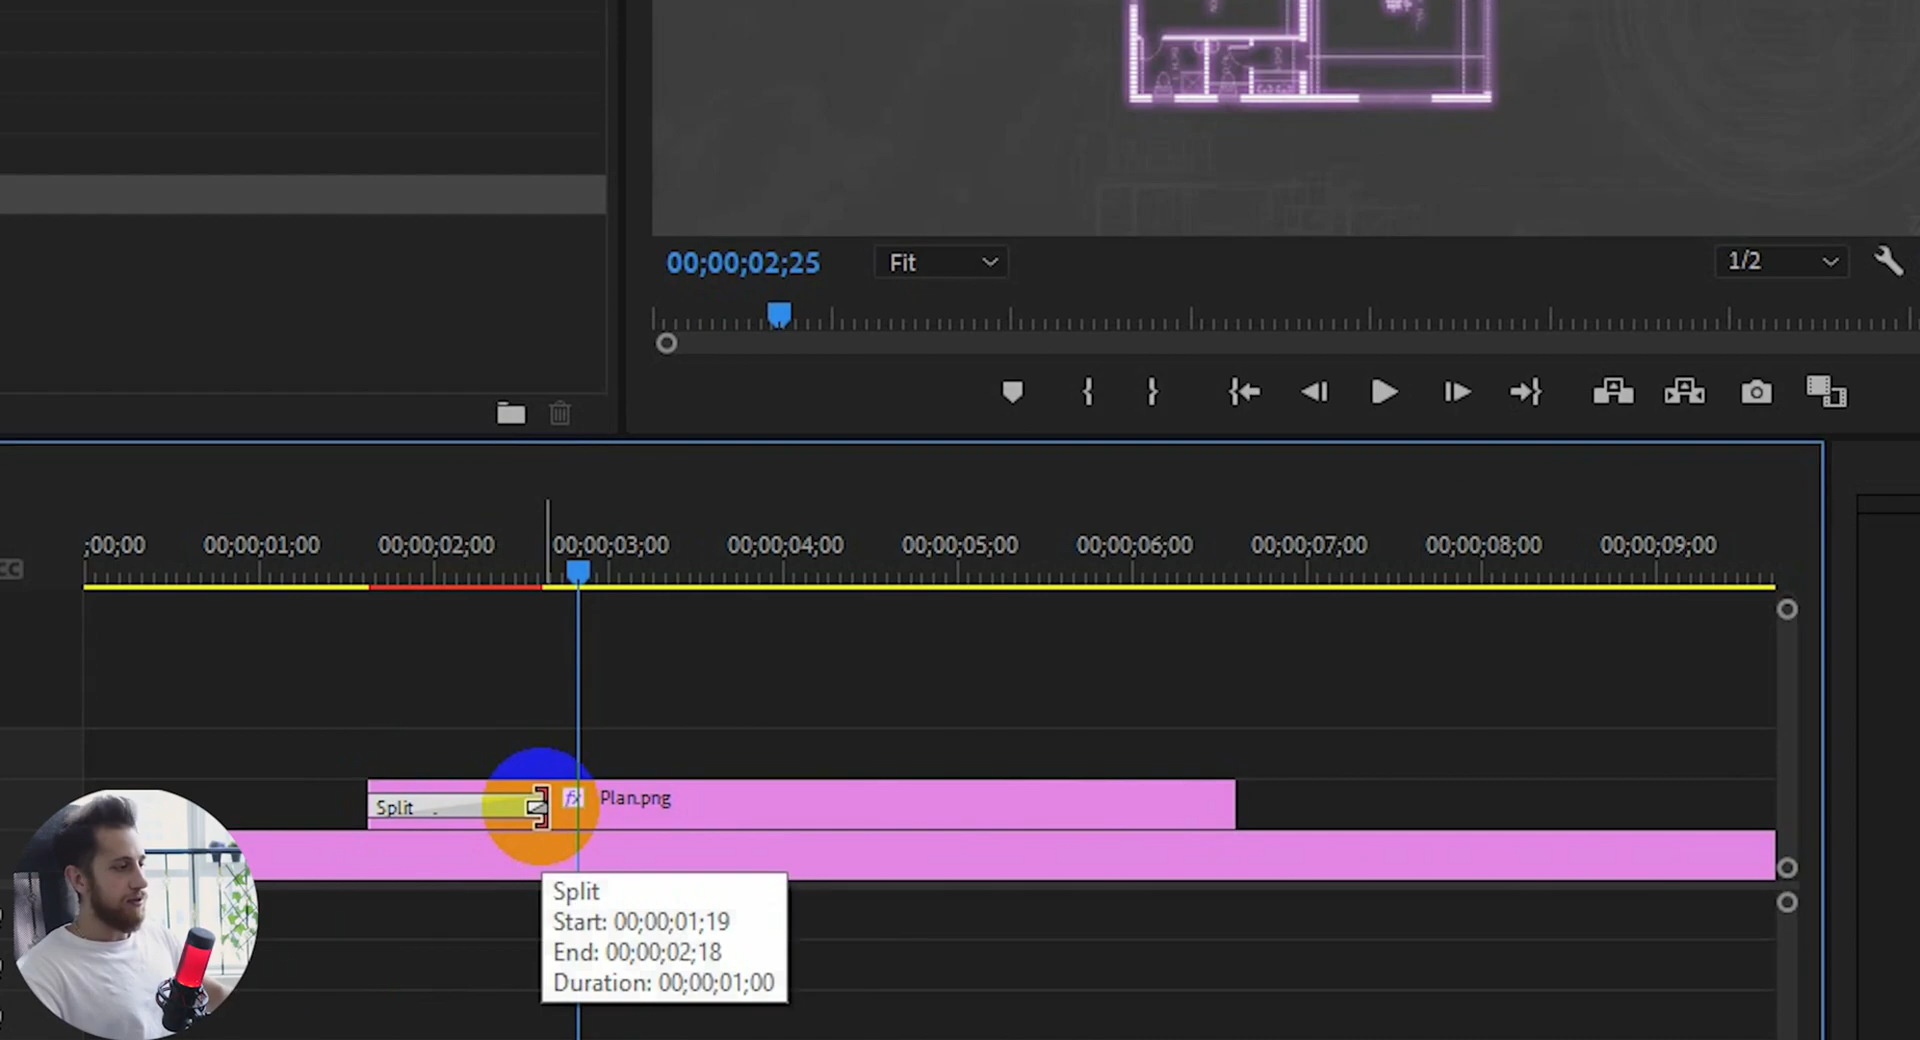 00;00;02;25
Fit
1/2
;00;00
00;00;01;00
00;00;02;00
00;00;03;00
00;00;04;00
00;00;05;00
00;00;06;00
00;00;07;00
00;00;08;00
00;00;09;00
CC
Split
fx
Plan.png
Split
Start: 00;00;01;19
End: 00;00;02;18
Duration: 00;00;01;00